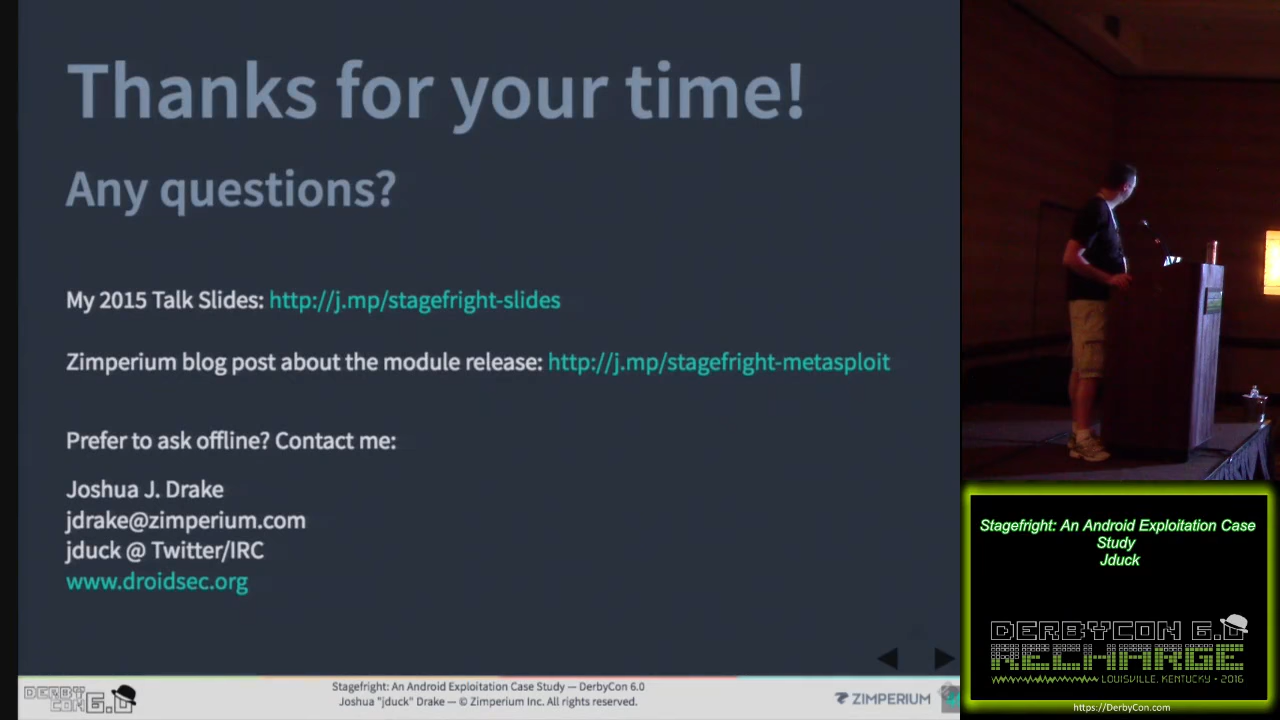 Thanks for your time!
Any questions?
My 2015 Talk Slides: http://j.mp/stagefright-slides
Zimperium blog post about the module release: http://j.mp/stagefright-metasploit
Prefer to ask offline? Contact me:
Joshua J. Drake
jdrake@zimperium.com
jduck @ Twitter/IRC
www.droidsec.org
DERBY
CON 6.0
Stagefright: An Android Exploitation Case Study — DerbyCon 6.0
Joshua "jduck" Drake — © Zimperium Inc. All rights reserved.
ZIMPERIUM
Stagefright: An Android Exploitation Case
Study
Jduck
DERBYCON 6.0
RECHARGE
LOUISVILLE, KENTUCKY • 2016
https://DerbyCon.com